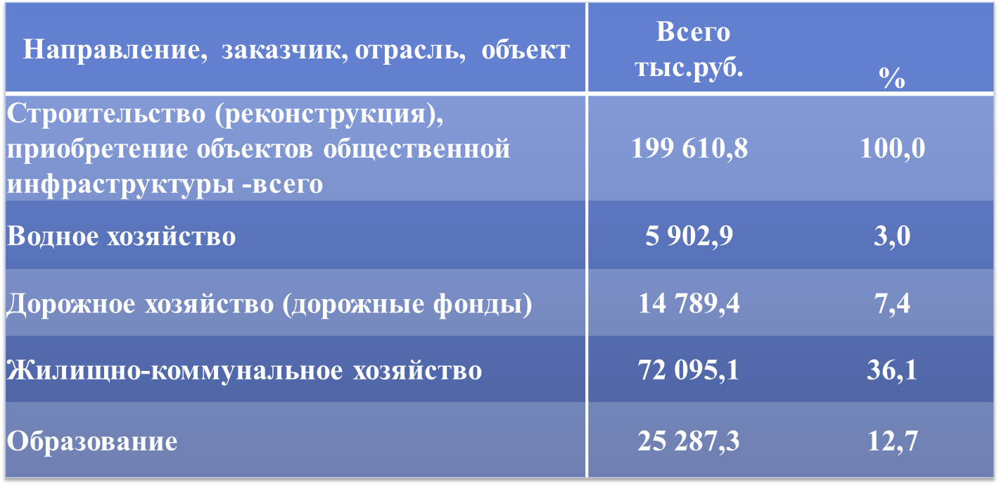 Направление, заказчик, отрасль, объект
Всего
тыс.руб.
%
Строительство (реконструкция),
приобретение объектов общественной
инфраструктуры -всего
199 610,8
100,0
Водное хозяйство
5 902,9
3,0
Дорожное хозяйство (дорожные фонды)
14 789,4
7,4
Жилищно-коммунальное хозяйство
72 095,1
36,1
Образование
25 287,3
12,7